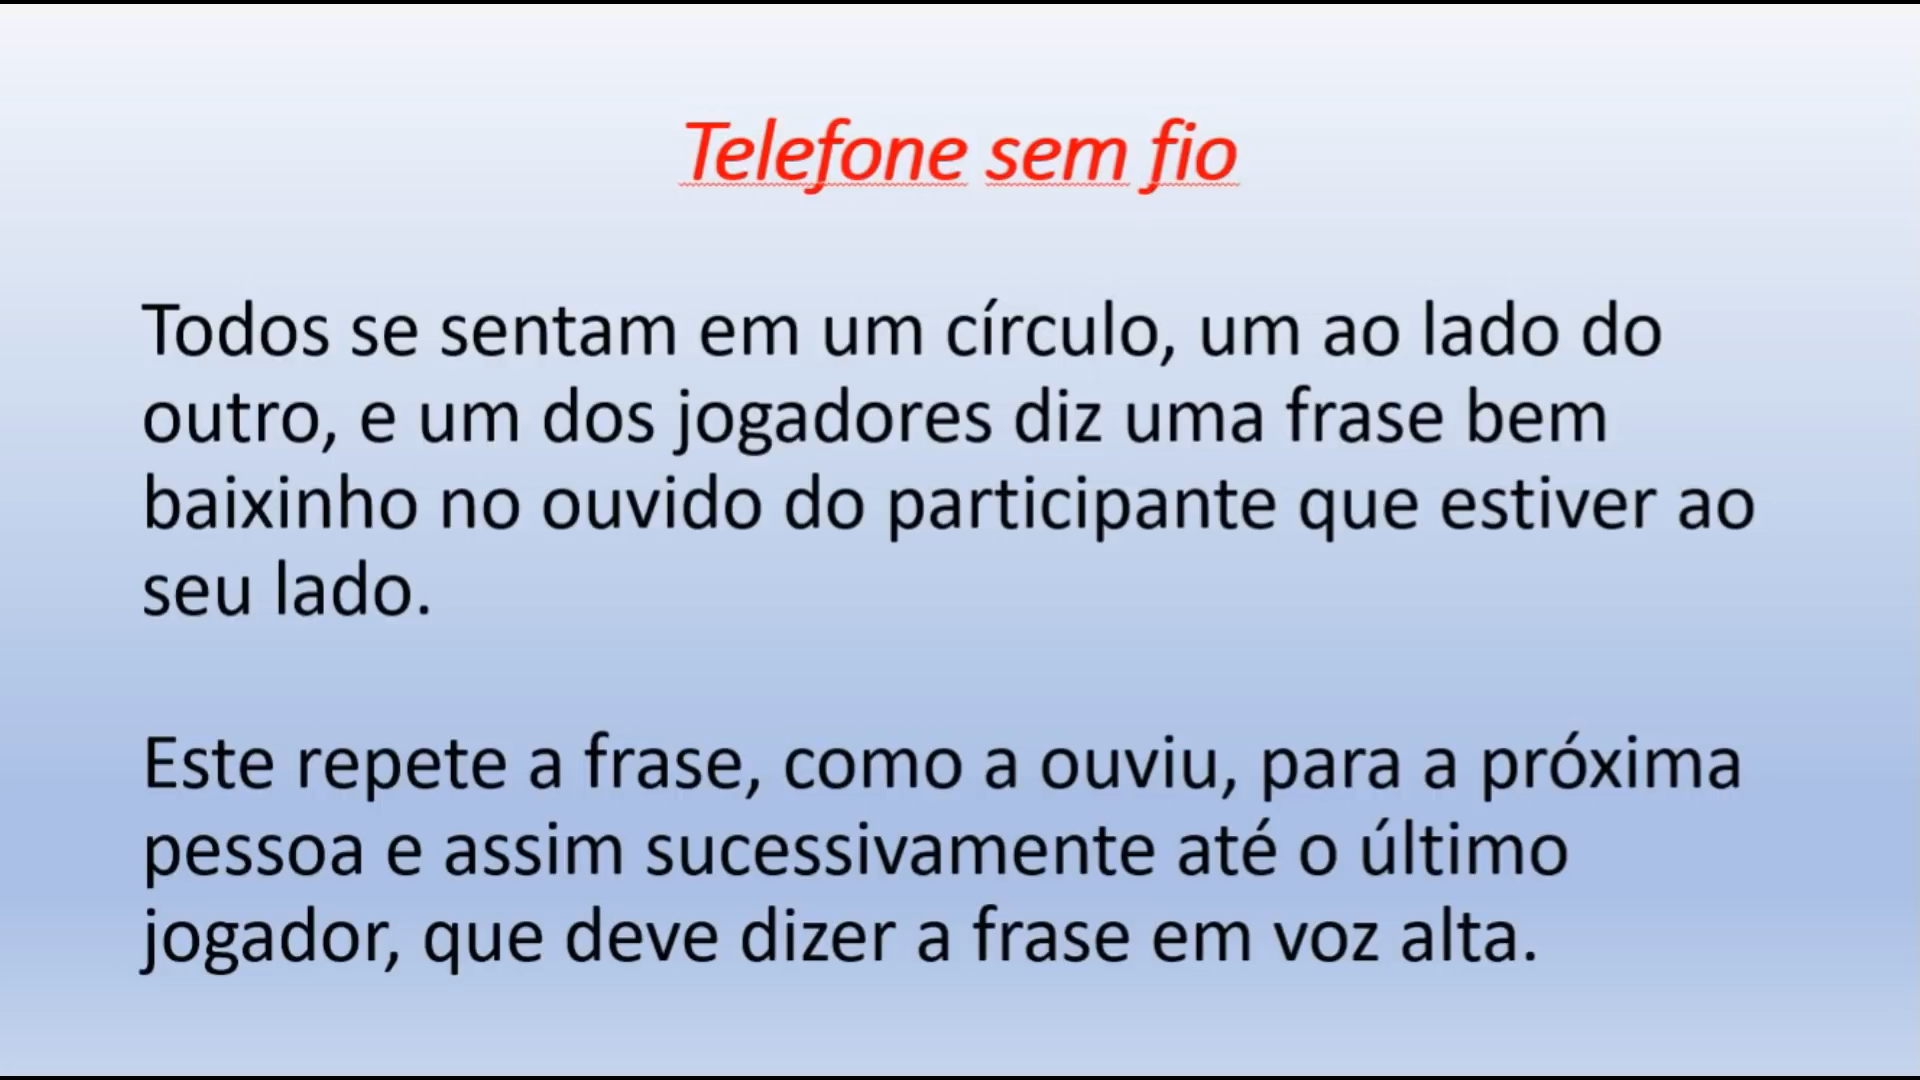 Telefone sem fio
Todos se sentam em um círculo, um ao lado do
outro, e um dos jogadores diz uma frase bem
baixinho no ouvido do participante que estiver ao
seu lado.
Este repete a frase, como a ouviu, para a próxima
pessoa e assim sucessivamente até o último
jogador, que deve dizer a frase em voz alta.